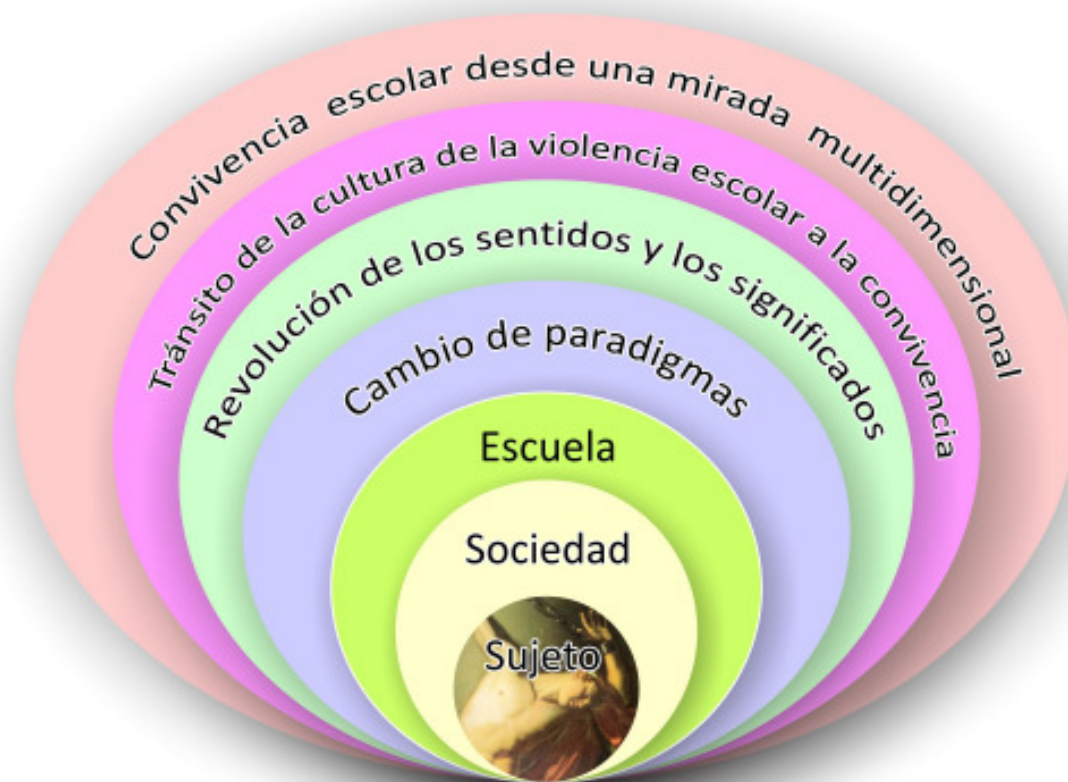 Convivencia escolar desde una mirada multidimensional
Tránsito de la cultura de la violencia escolar a la convivencia
Revolución de los sentidos y los significados
Cambio de paradigmas
Escuela
Sociedad
Sujeto